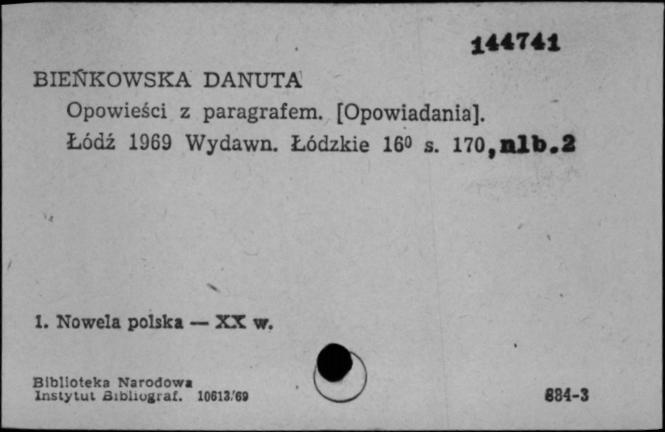 144741
BIEŃKOWSKA DANUTA
Opowieści z paragrafem. [Opowiadania].
Łódź 1969 Wydawn. Łódzkie 16⁰ s. 170, nlb.2
1. Nowela polska — XX w.
Biblioteka Narodowa
Instytut Bibliograf. 10613/69
884-3